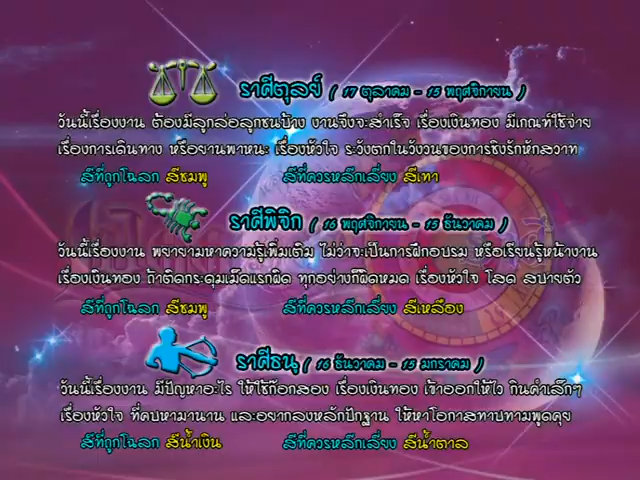 ราศีตุลย์ ( 17 ตุลาคม - 15 พฤศจิกายน )
วันนี้เรื่องงาน ต้องมีลูกล่อลูกชนบ้าง งานจึงจะสำเร็จ เรื่องเงินทอง มีเกณฑ์ใช้จ่าย
เรื่องการเดินทาง หรือยานพาหนะ เรื่องหัวใจ ระวังตกในวังวนของการชิงรักหักสวาท
สีที่ถูกโฉลก สีชมพู สีที่ควรหลีกเลี่ยง สีเทา
ราศีพิจิก ( 16 พฤศจิกายน - 15 ธันวาคม )
วันนี้เรื่องงาน พยายามหาความรู้เพิ่มเติม ไม่ว่าจะเป็นการฝึกอบรม หรือเรียนรู้หน้างาน
เรื่องเงินทอง ถ้าติดกระดุมเม็ดแรกผิด ทุกอย่างก็ผิดหมด เรื่องหัวใจ โสด สบายตัว
สีที่ถูกโฉลก สีชมพู สีที่ควรหลีกเลี่ยง สีเหลือง
ราศีธนู ( 16 ธันวาคม - 15 มกราคม )
วันนี้เรื่องงาน มีปัญหาอะไร ให้ใช้ก๊อกสอง เรื่องเงินทอง เข้าออกให้ไว กินคำเล็กๆ
เรื่องหัวใจ ที่คบหามานาน และอยากลงหลักปักฐาน ให้หาโอกาสทาบทามพูดคุย
สีที่ถูกโฉลก สีน้ำเงิน สีที่ควรหลีกเลี่ยง สีน้ำตาล